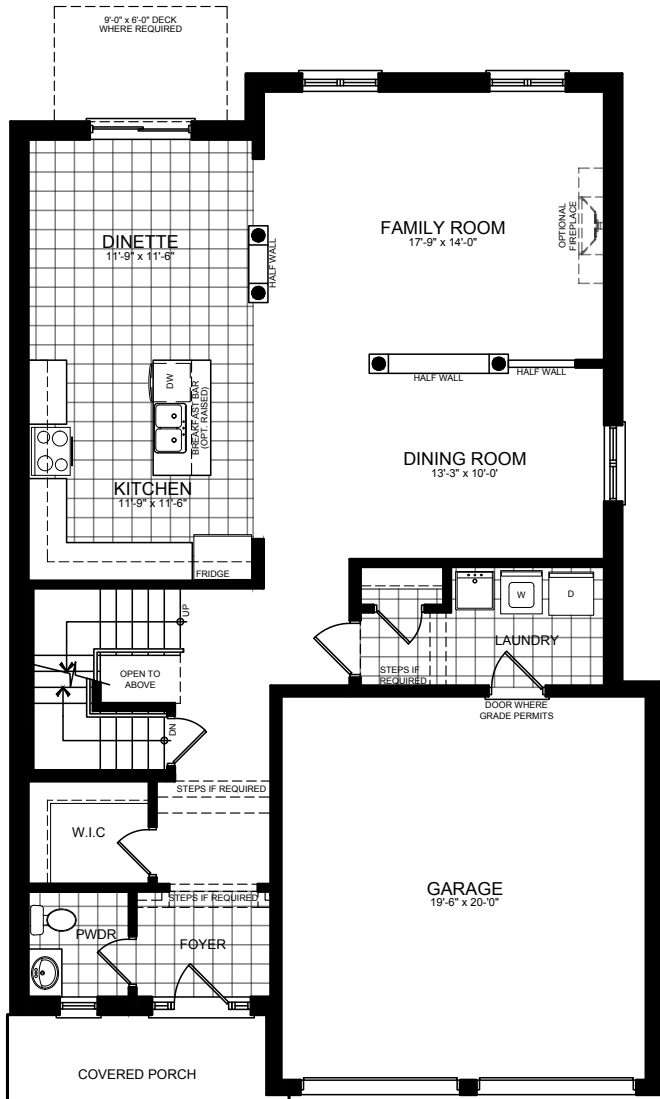 9'-0" x 6'-0" DECK
WHERE REQUIRED
DINETTE
11'-9" x 11'-6"
HALF WALL
FAMILY ROOM
17'-9" x 14'-0"
OPTIONAL
FIREPLACE
HALF WALL
HALF WALL
DW
BREAKFAST BAR
(OPT. RAISED)
DINING ROOM
13'-3" x 10'-0'
KITCHEN
11'-9" x 11'-6"
FRIDGE
W
D
LAUNDRY
STEPS IF
REQUIRED
UP
OPEN TO
ABOVE
DN
DOOR WHERE
GRADE PERMITS
STEPS IF REQUIRED
W.I.C
STEPS IF REQUIRED
PWDR
FOYER
GARAGE
19'-6" x 20'-0"
COVERED PORCH